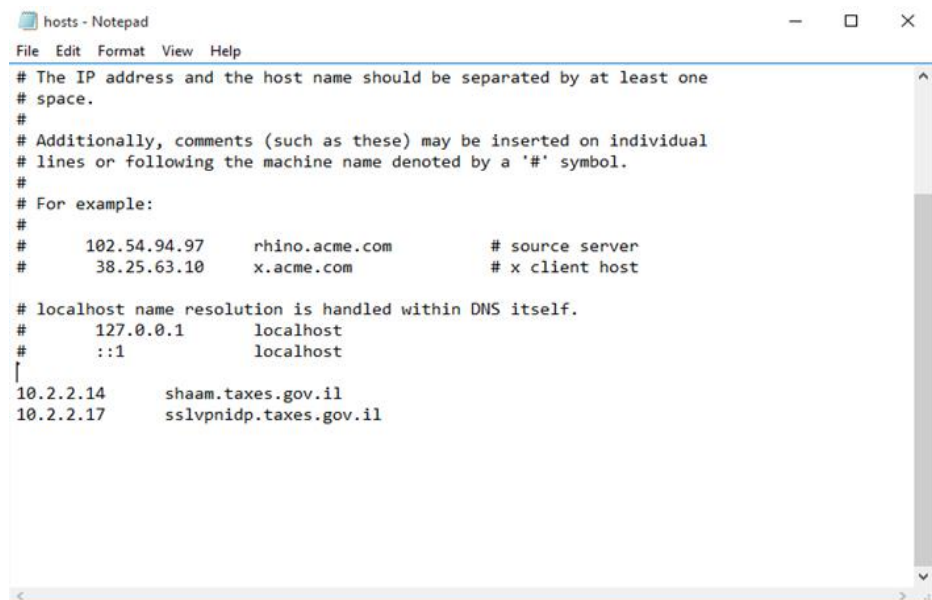 hosts - Notepad
File Edit Format View Help
# The IP address and the host name should be separated by at least one
# space.
#
# Additionally, comments (such as these) may be inserted on individual
# lines or following the machine name denoted by a '#' symbol.
#
# For example:
#
#      102.54.94.97     rhino.acme.com          # source server
#       38.25.63.10     x.acme.com              # x client host

# localhost name resolution is handled within DNS itself.
#       127.0.0.1       localhost
#       ::1             localhost

10.2.2.14      shaam.taxes.gov.il
10.2.2.17      sslvpnidp.taxes.gov.il